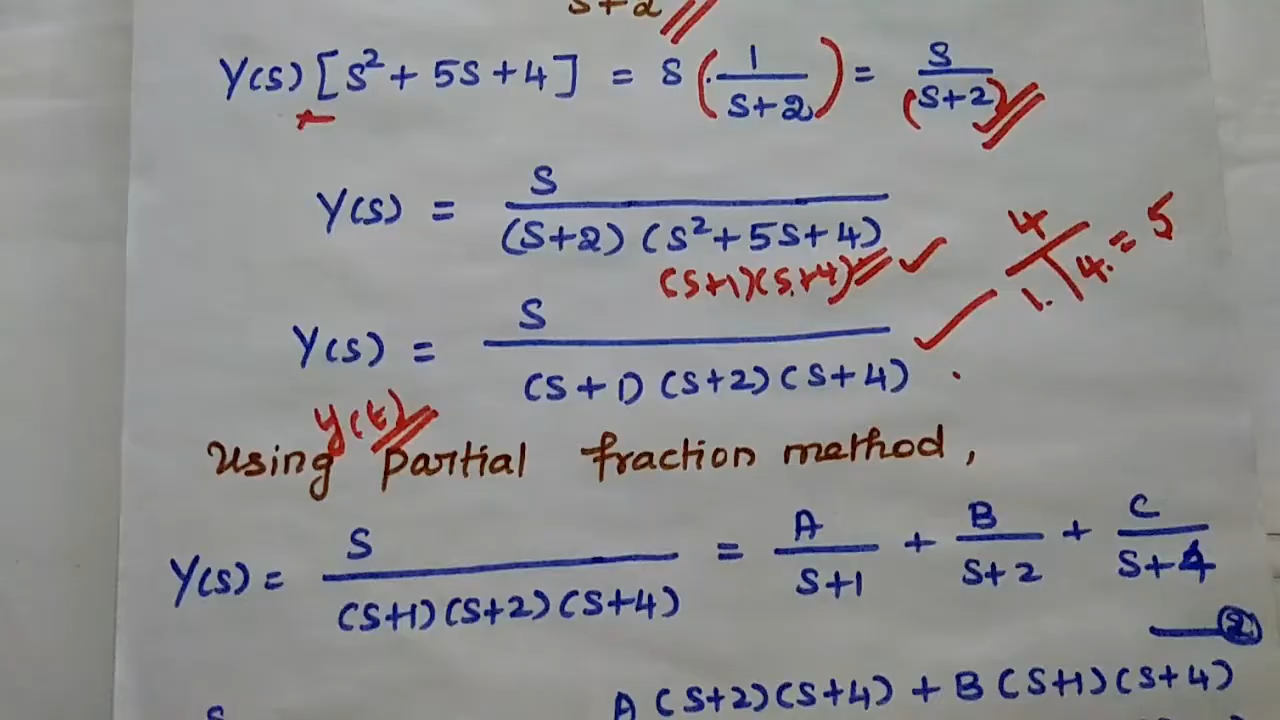 S+2
Y(s) [s² + 5s + 4] = s (· 1/(s+2)) = s/(s+2)
Y(s) = s/((s+2) (s² + 5s + 4))
(s+1)(s+4)
4
1. 4. = 5
Y(s) = s/((s+1) (s+2) (s+4)) .
y(t)
Using partial fraction method,
Y(s) = s/((s+1) (s+2) (s+4)) = A/(s+1) + B/(s+2) + C/(s+4)
②
A (s+2) (s+4) + B (s+1) (s+4)